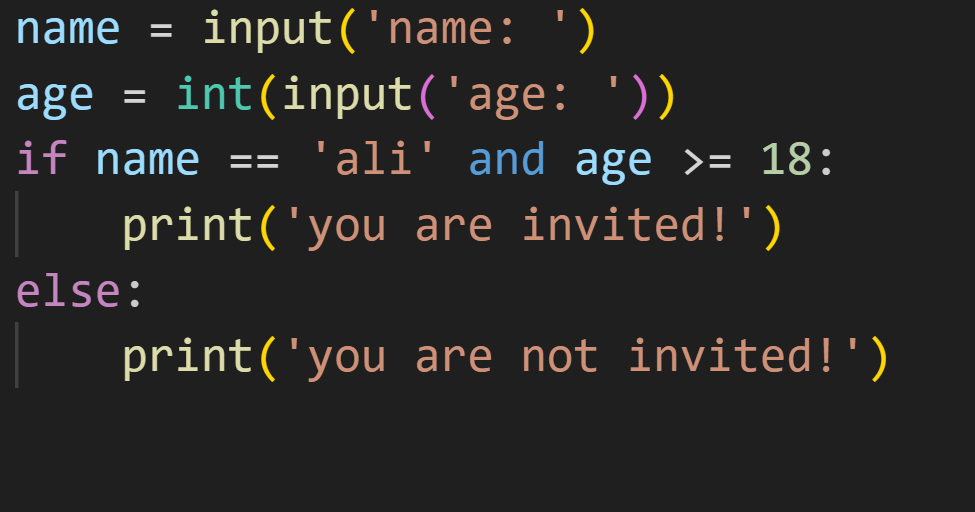 name = input('name: ')
age = int(input('age: '))
if name == 'ali' and age >= 18:
    print('you are invited!')
else:
    print('you are not invited!')